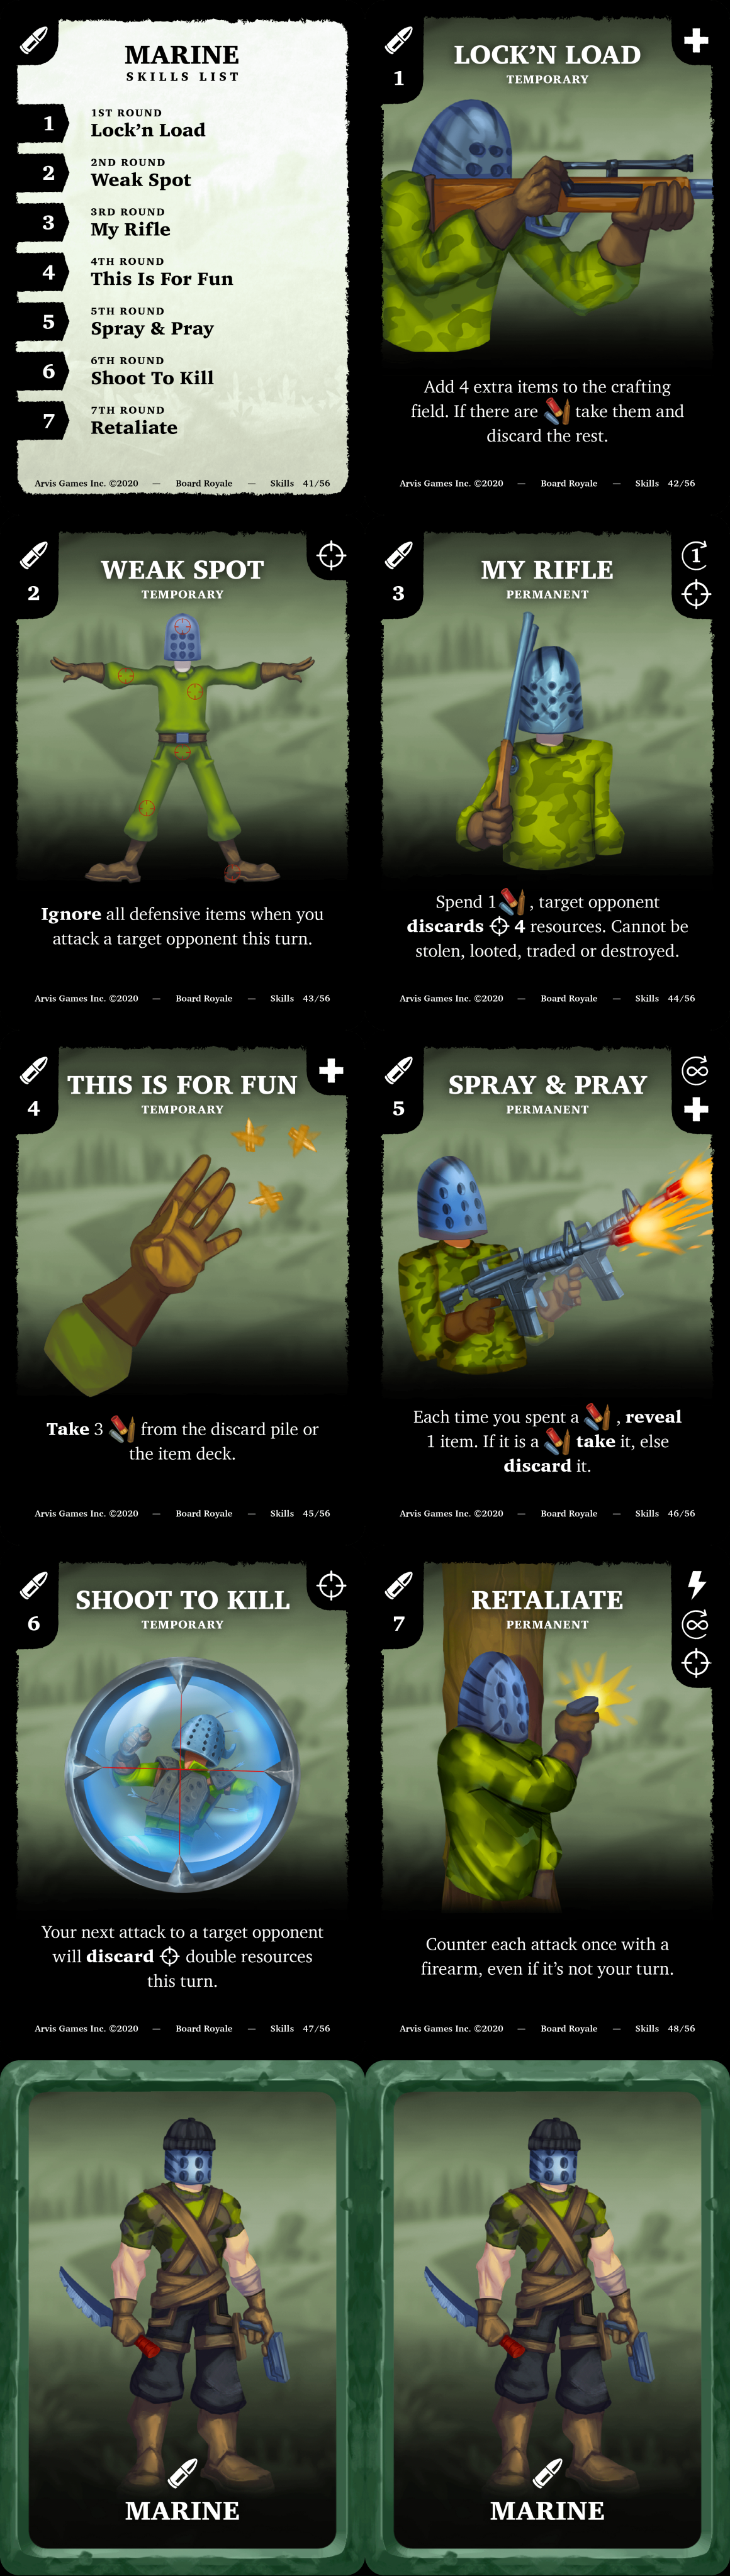 MARINE
SKILLS LIST
1
1ST ROUND
Lock’n Load
2
2ND ROUND
Weak Spot
3
3RD ROUND
My Rifle
4
4TH ROUND
This Is For Fun
5
5TH ROUND
Spray & Pray
6
6TH ROUND
Shoot To Kill
7
7TH ROUND
Retaliate
Arvis Games Inc. ©2020 — Board Royale — Skills 41/56
1
LOCK’N LOAD
TEMPORARY
Add 4 extra items to the crafting
field. If there are take them and
discard the rest.
Arvis Games Inc. ©2020 — Board Royale — Skills 42/56
2
WEAK SPOT
TEMPORARY
Ignore all defensive items when you
attack a target opponent this turn.
Arvis Games Inc. ©2020 — Board Royale — Skills 43/56
3
MY RIFLE
PERMANENT
1
Spend 1 , target opponent
discards 4 resources. Cannot be
stolen, looted, traded or destroyed.
Arvis Games Inc. ©2020 — Board Royale — Skills 44/56
4
THIS IS FOR FUN
TEMPORARY
Take 3 from the discard pile or
the item deck.
Arvis Games Inc. ©2020 — Board Royale — Skills 45/56
5
SPRAY & PRAY
PERMANENT
∞
Each time you spent a , reveal
1 item. If it is a take it, else
discard it.
Arvis Games Inc. ©2020 — Board Royale — Skills 46/56
6
SHOOT TO KILL
TEMPORARY
Your next attack to a target opponent
will discard double resources
this turn.
Arvis Games Inc. ©2020 — Board Royale — Skills 47/56
7
RETALIATE
PERMANENT
∞
Counter each attack once with a
firearm, even if it’s not your turn.
Arvis Games Inc. ©2020 — Board Royale — Skills 48/56
MARINE
MARINE